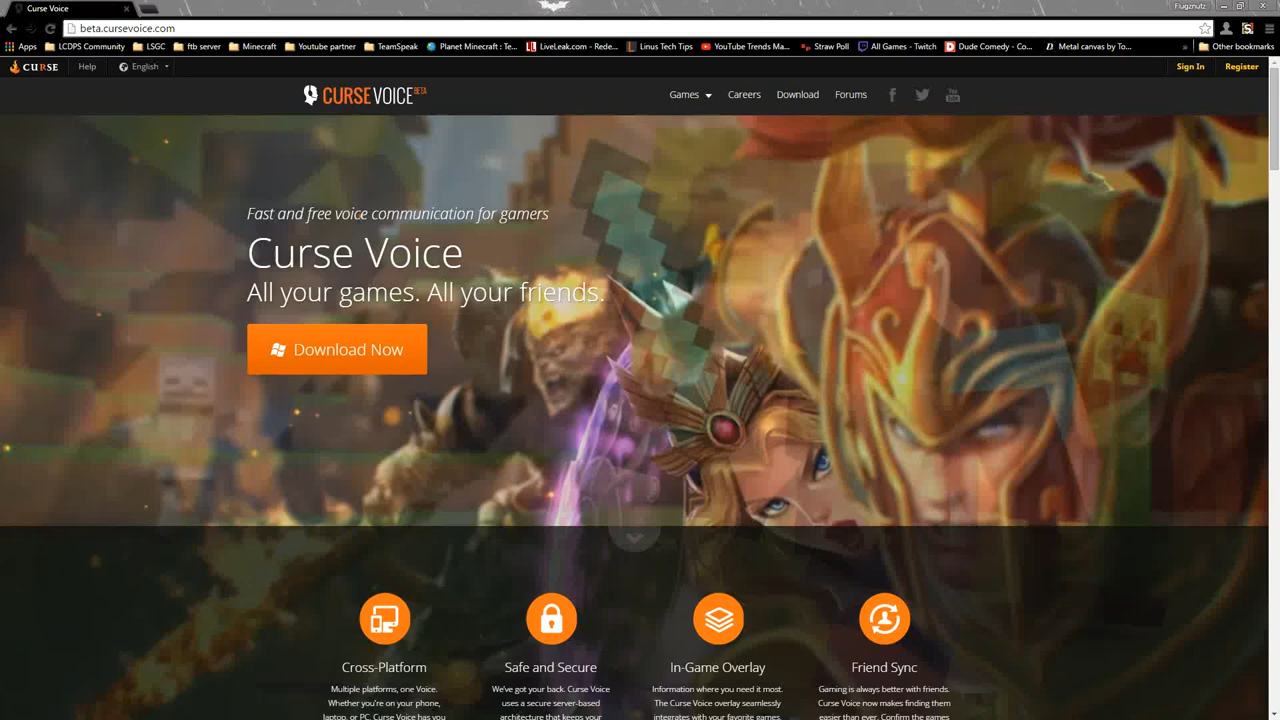 Curse Voice
Flugznutz
beta.cursevoice.com
Apps LCDPS Community LSGC ftb server Minecraft Youtube partner TeamSpeak Planet Minecraft : Te... LiveLeak.com - Rede... Linus Tech Tips YouTube Trends Ma... Straw Poll All Games - Twitch Dude Comedy - Co... Metal canvas by To... » Other bookmarks
CURSE Help English Sign In Register
CURSEVOICE BETA Games Careers Download Forums
Fast and free voice communication for gamers
Curse Voice
All your games. All your friends.
Download Now
Cross-Platform
Multiple platforms, one Voice.
Whether you're on your phone,
laptop, or PC, Curse Voice has you
Safe and Secure
We've got your back. Curse Voice
uses a secure server-based
architecture that keeps your
In-Game Overlay
Information where you need it most.
The Curse Voice overlay seamlessly
integrates with your favorite games.
Friend Sync
Gaming is always better with friends.
Curse Voice now makes finding them
easier than ever. Confirm the games